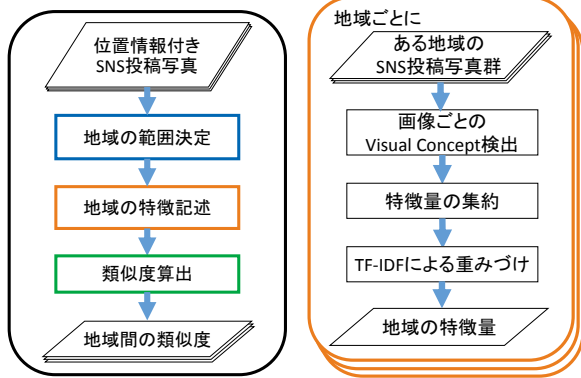 位置情報付き
SNS投稿写真
地域の範囲決定
地域の特徴記述
類似度算出
地域間の類似度
地域ごとに
ある地域の
SNS投稿写真群
画像ごとの
Visual Concept検出
特徴量の集約
TF-IDFによる重みづけ
地域の特徴量